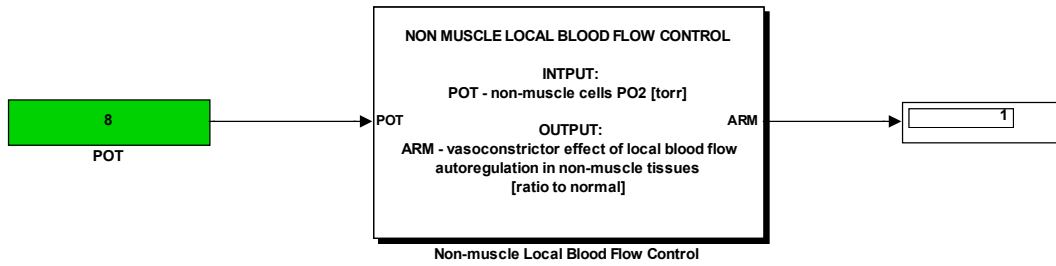 NON MUSCLE LOCAL BLOOD FLOW CONTROL
INTPUT:
POT - non-muscle cells PO2 [torr]
8
POT
POT
ARM
1
OUTPUT:
ARM - vasoconstrictor effect of local blood flow
autoregulation in non-muscle tissues
[ratio to normal]
Non-muscle Local Blood Flow Control